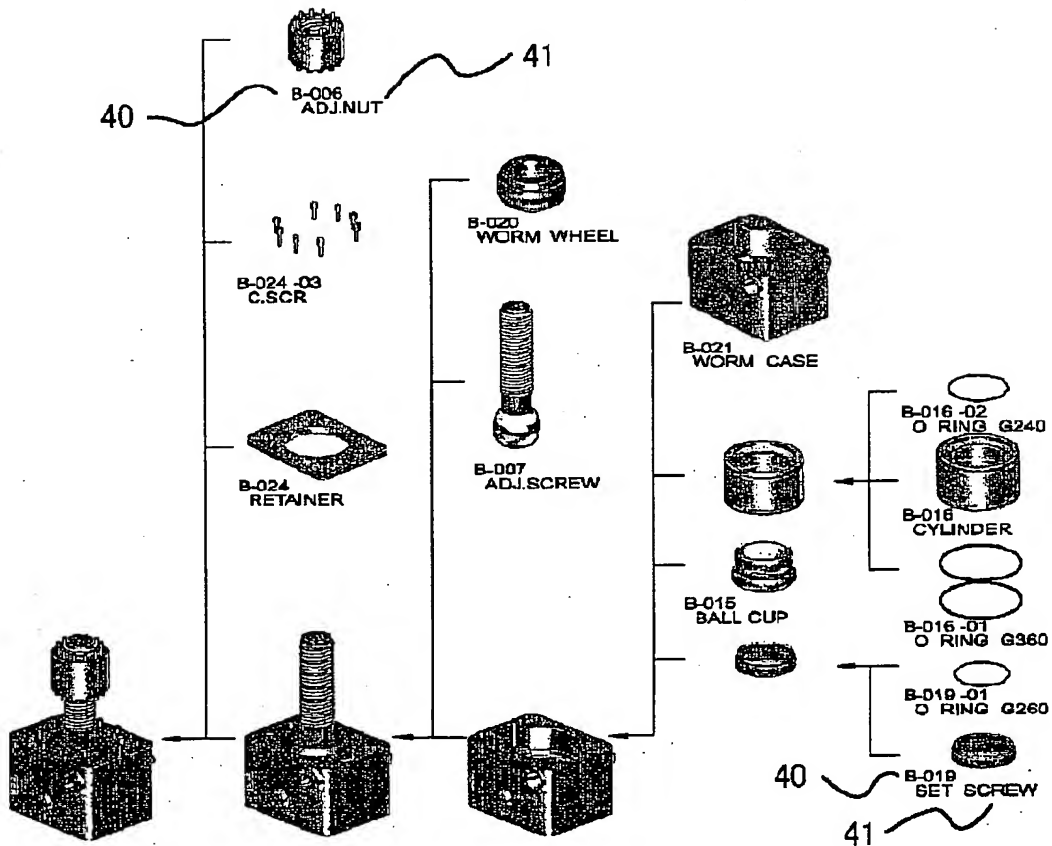 41
B-006
ADJ.NUT
40
B-020
WORM WHEEL
B-024 -03
C.SCR
B-021
WORM CASE
B-016 -02
O RING G240
B-007
ADJ.SCREW
B-024
RETAINER
B-016
CYLINDER
B-015
BALL CUP
B-016 -01
O RING G360
B-019 -01
O RING G260
40
B-019
SET SCREW
41